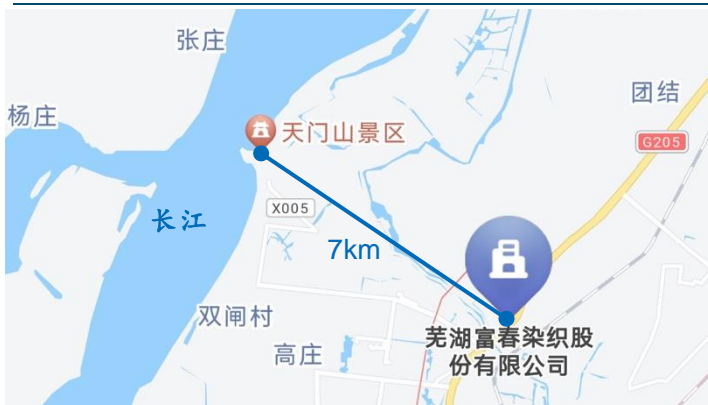 张庄
团结
杨庄
天门山景区
G205
X005
长江
7km
双闸村
芜湖富春染织股
份有限公司
高庄